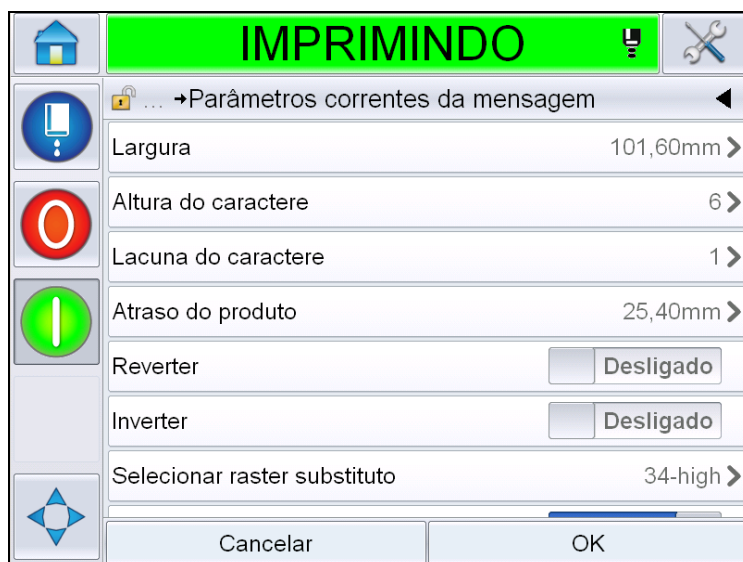 IMPRIMINDO
... →Parâmetros correntes da mensagem
Largura 101,60mm
Altura do caractere 6
Lacuna do caractere 1
Atraso do produto 25,40mm
Reverter Desligado
Inverter Desligado
Selecionar raster substituto 34-high
Cancelar OK